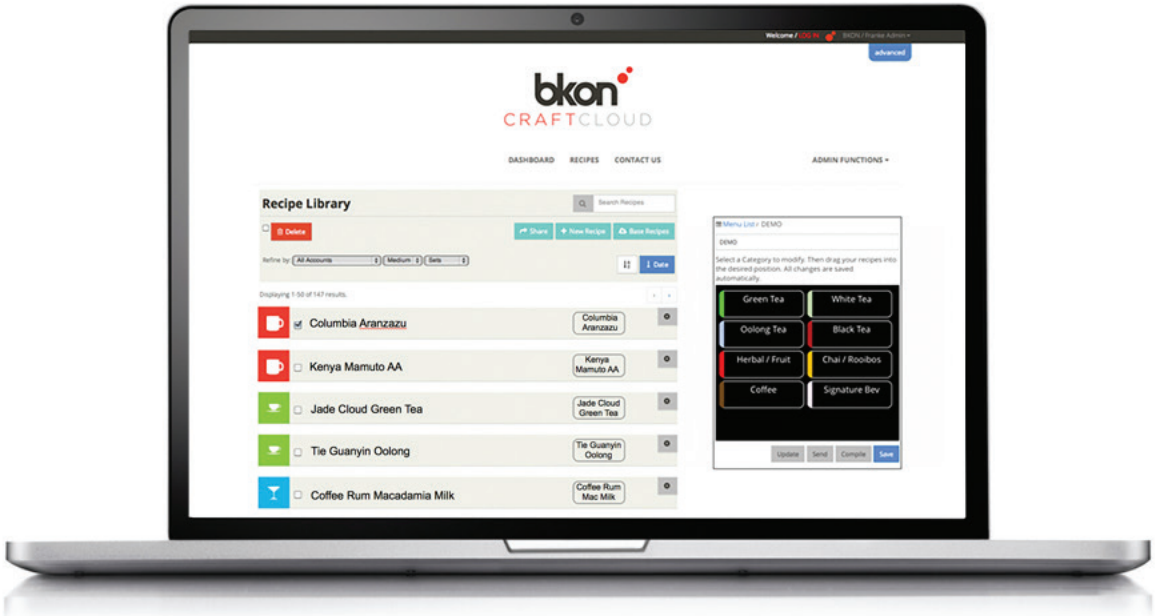 Welcome / LOG IN BKON / Franke Admin
advanced
bkon
CRAFTCLOUD
DASHBOARD RECIPES CONTACT US ADMIN FUNCTIONS
Recipe Library
Search Recipes
Delete
Share
+ New Recipe
Base Recipes
Refine by: All Accounts Medium Sets
Date
Displaying 1-50 of 147 results.
Columbia Aranzazu
Columbia
Aranzazu
Kenya Mamuto AA
Kenya
Mamuto AA
Jade Cloud Green Tea
Jade Cloud
Green Tea
Tie Guanyin Oolong
Tie Guanyin
Oolong
Coffee Rum Macadamia Milk
Coffee Rum
Mac Milk
Menu List / DEMO
DEMO
Select a Category to modify. Then drag your recipes into
the desired position. All changes are saved
automatically.
Green Tea White Tea
Oolong Tea Black Tea
Herbal / Fruit Chai / Rooibos
Coffee Signature Bev
Update Send Compile Save